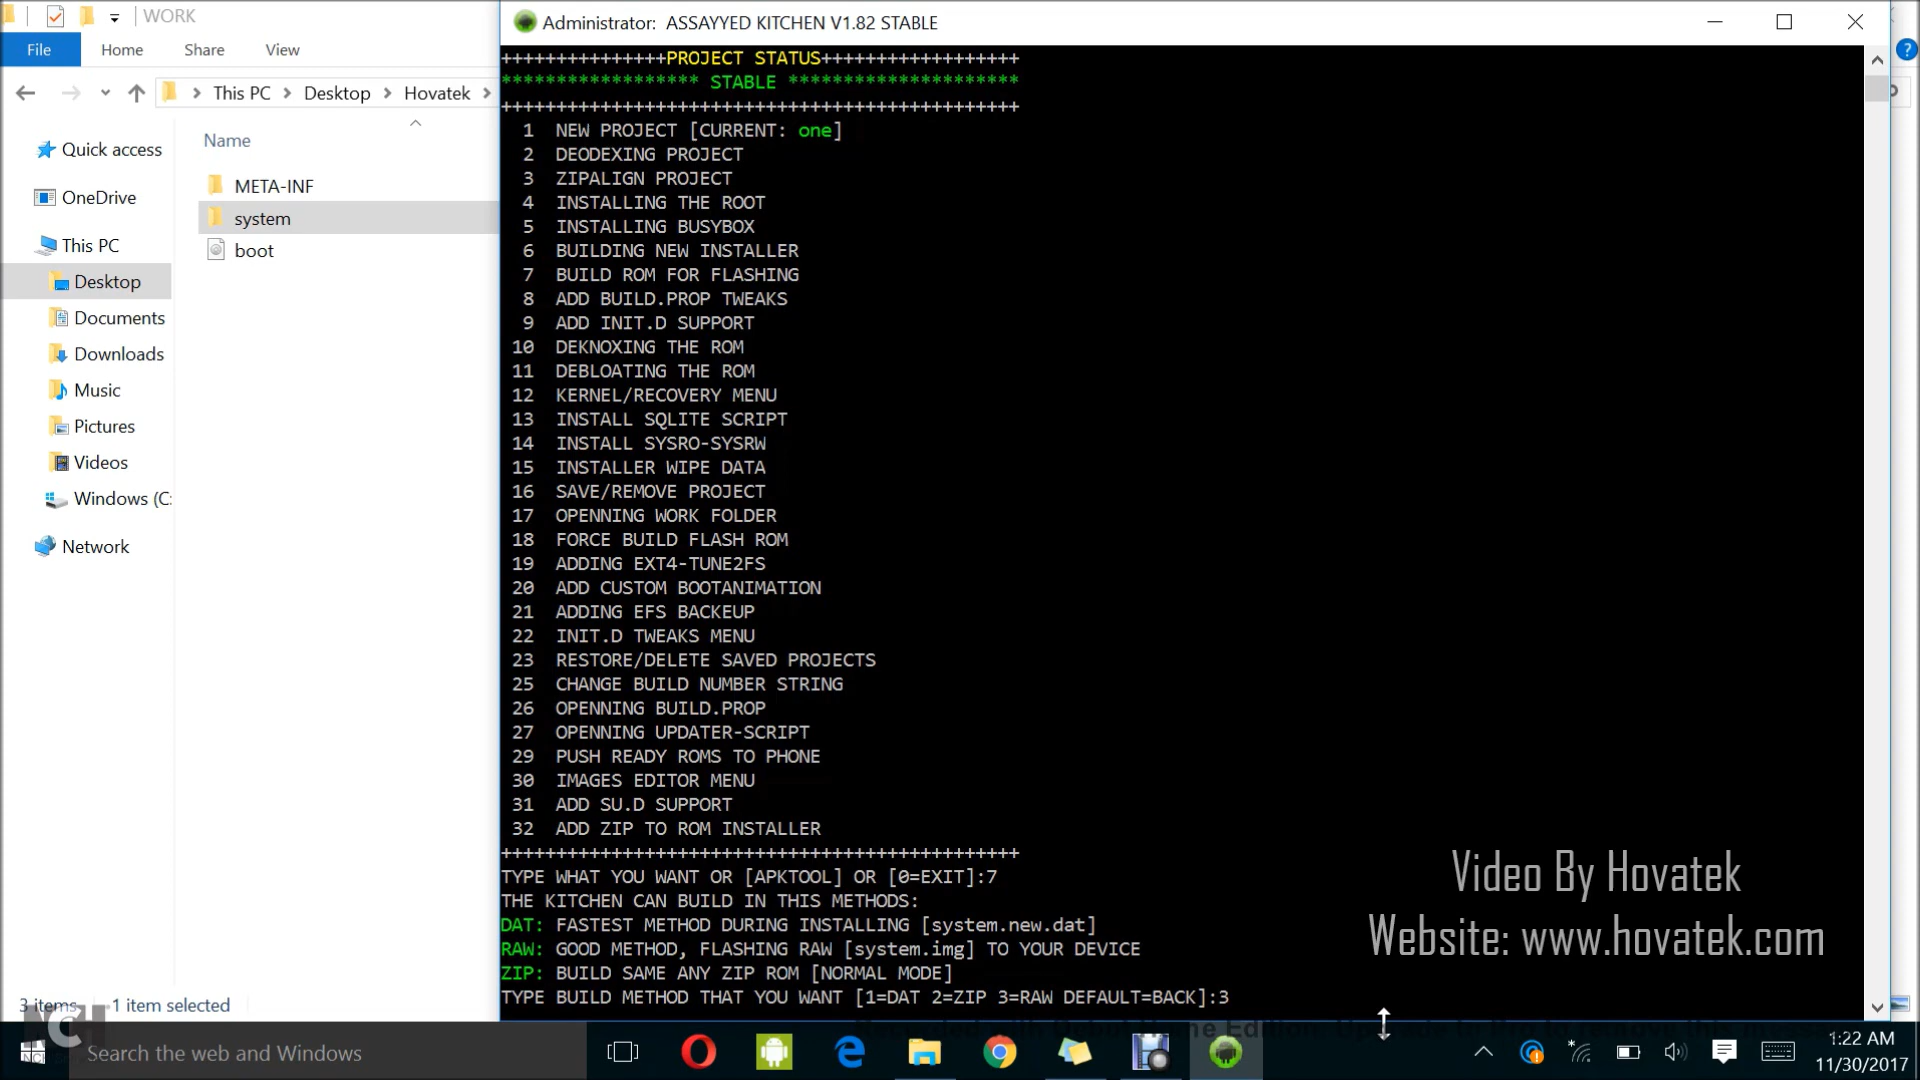 WORK
File Home Share View
This PC Desktop Hovatek
Quick access
OneDrive
This PC
Desktop
Documents
Downloads
Music
Pictures
Videos
Windows (C:
Network
Name
META-INF
system
boot
3 items 1 item selected
Administrator: ASSAYYED KITCHEN V1.82 STABLE
+++++++++++++++PROJECT STATUS++++++++++++++++++
****************** STABLE *********************
+++++++++++++++++++++++++++++++++++++++++++++++
1 NEW PROJECT [CURRENT: one]
2 DEODEXING PROJECT
3 ZIPALIGN PROJECT
4 INSTALLING THE ROOT
5 INSTALLING BUSYBOX
6 BUILDING NEW INSTALLER
7 BUILD ROM FOR FLASHING
8 ADD BUILD.PROP TWEAKS
9 ADD INIT.D SUPPORT
10 DEKNOXING THE ROM
11 DEBLOATING THE ROM
12 KERNEL/RECOVERY MENU
13 INSTALL SQLITE SCRIPT
14 INSTALL SYSRO-SYSRW
15 INSTALLER WIPE DATA
16 SAVE/REMOVE PROJECT
17 OPENNING WORK FOLDER
18 FORCE BUILD FLASH ROM
19 ADDING EXT4-TUNE2FS
20 ADD CUSTOM BOOTANIMATION
21 ADDING EFS BACKEUP
22 INIT.D TWEAKS MENU
23 RESTORE/DELETE SAVED PROJECTS
25 CHANGE BUILD NUMBER STRING
26 OPENNING BUILD.PROP
27 OPENNING UPDATER-SCRIPT
29 PUSH READY ROMS TO PHONE
30 IMAGES EDITOR MENU
31 ADD SU.D SUPPORT
32 ADD ZIP TO ROM INSTALLER
+++++++++++++++++++++++++++++++++++++++++++++++
TYPE WHAT YOU WANT OR [APKTOOL] OR [0=EXIT]:7
THE KITCHEN CAN BUILD IN THIS METHODS:
DAT: FASTEST METHOD DURING INSTALLING [system.new.dat]
RAW: GOOD METHOD, FLASHING RAW [system.img] TO YOUR DEVICE
ZIP: BUILD SAME ANY ZIP ROM [NORMAL MODE]
TYPE BUILD METHOD THAT YOU WANT [1=DAT 2=ZIP 3=RAW DEFAULT=BACK]:3
Video By Hovatek
Website: www.hovatek.com
NCH
Search the web and Windows
1:22 AM
11/30/2017